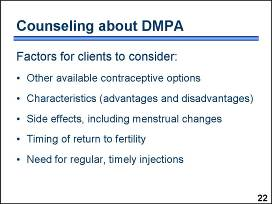 Counseling about DMPA
Factors for clients to consider:
• Other available contraceptive options
• Characteristics (advantages and disadvantages)
• Side effects, including menstrual changes
• Timing of return to fertility
• Need for regular, timely injections
22